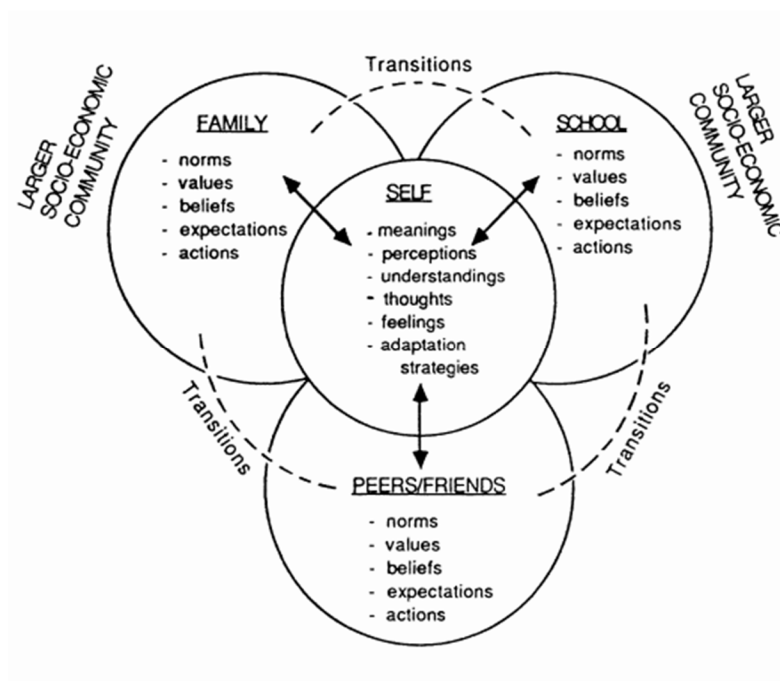 Transitions
LARGER
SOCIO-ECONOMIC
COMMUNITY
FAMILY
- norms
- values
- beliefs
- expectations
- actions
SCHOOL
- norms
- values
- beliefs
- expectations
- actions
LARGER
SOCIO-ECONOMIC
COMMUNITY
SELF
- meanings
- perceptions
- understandings
- thoughts
- feelings
- adaptation
strategies
Transitions
Transitions
PEERS/FRIENDS
- norms
- values
- beliefs
- expectations
- actions